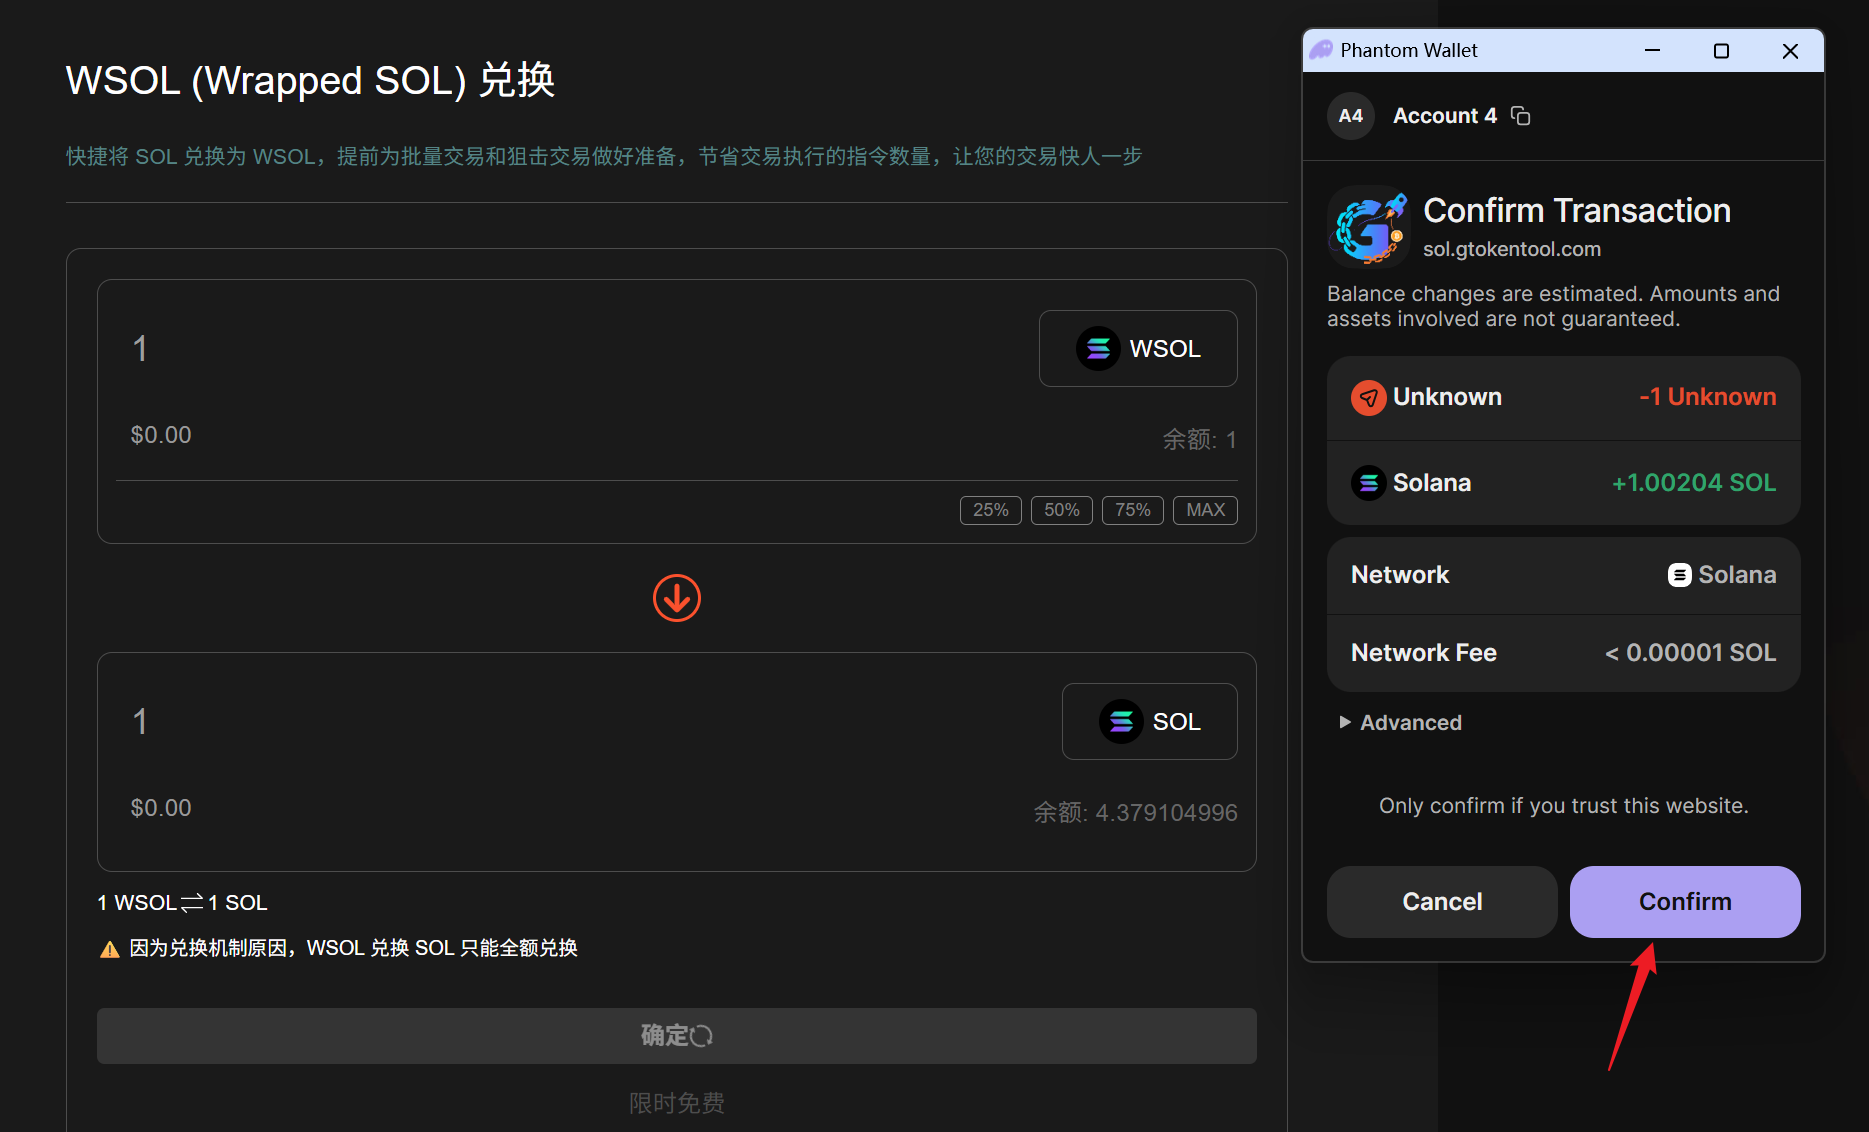 WSOL (Wrapped SOL) 兑换
快捷将 SOL 兑换为 WSOL，提前为批量交易和狙击交易做好准备，节省交易执行的指令数量，让您的交易快人一步
1
WSOL
$0.00
余额: 1
25%
50%
75%
MAX
1
SOL
$0.00
余额: 4.379104996
1 WSOL⇌1 SOL
因为兑换机制原因，WSOL 兑换 SOL 只能全额兑换
确定
限时免费
Phantom Wallet
A4
Account 4
Confirm Transaction
sol.gtokentool.com
Balance changes are estimated. Amounts and
assets involved are not guaranteed.
Unknown
-1 Unknown
Solana
+1.00204 SOL
Network
Solana
Network Fee
< 0.00001 SOL
Advanced
Only confirm if you trust this website.
Cancel
Confirm